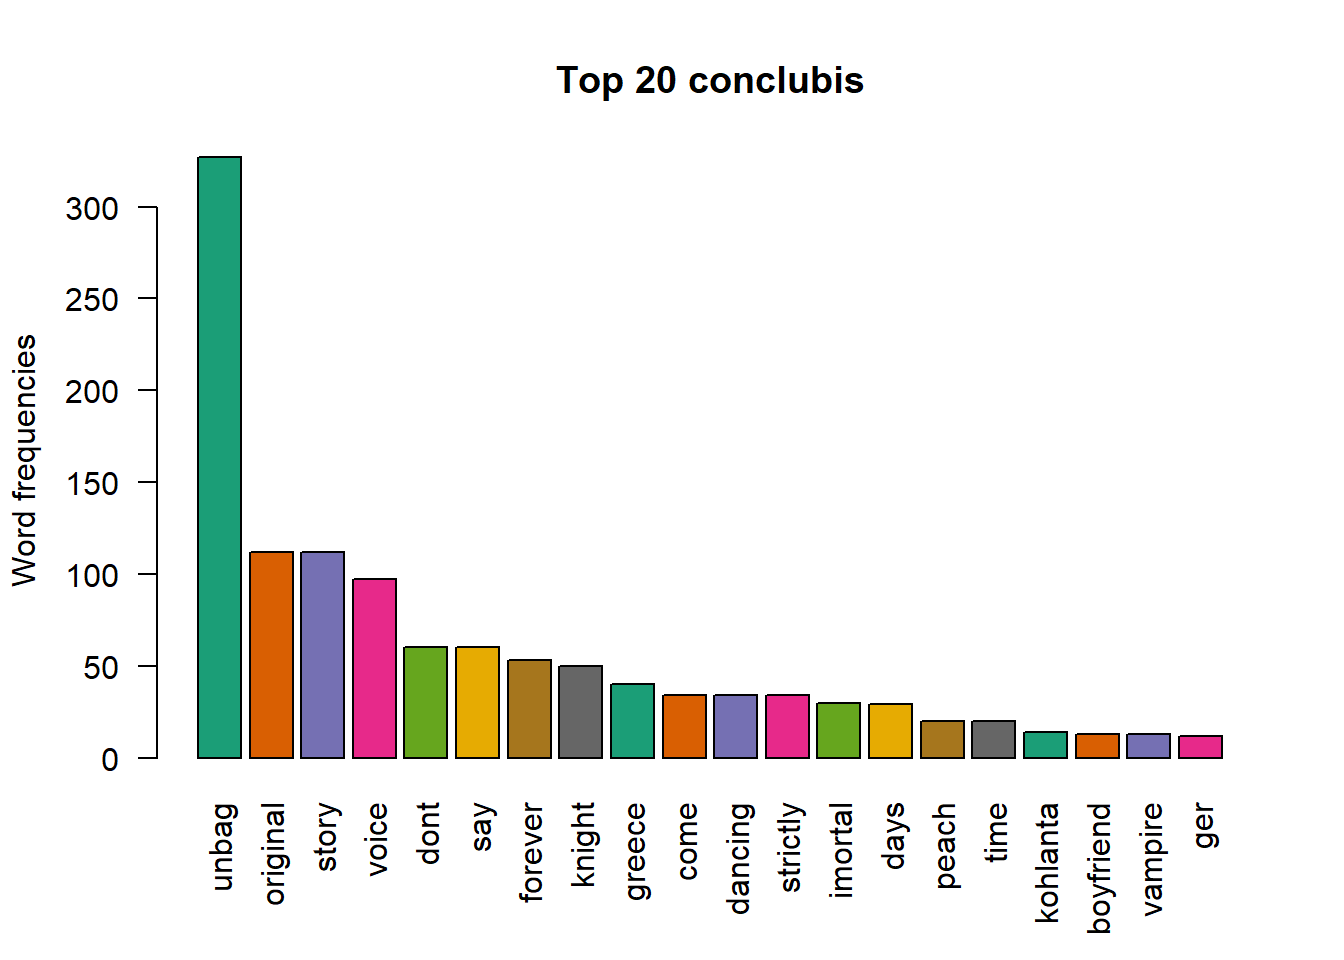 Top 20 conclubis
Word frequencies
300
250
200
150
100
50
0
unbag
original
story
voice
dont
say
forever
knight
greece
come
dancing
strictly
imortal
days
peach
time
kohlanta
boyfriend
vampire
ger